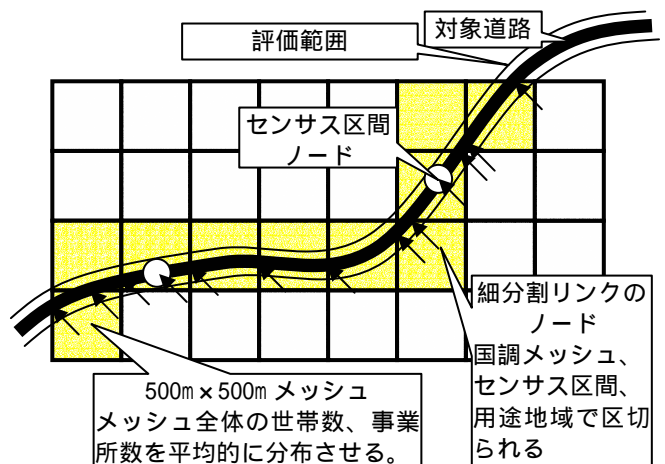 対象道路
評価範囲
センサス区間
ノード
細分割リンクの
ノード
国調メッシュ、
センサス区間、
用途地域で区切
られる
500m×500m メッシュ
メッシュ全体の世帯数、事業
所数を平均的に分布させる。